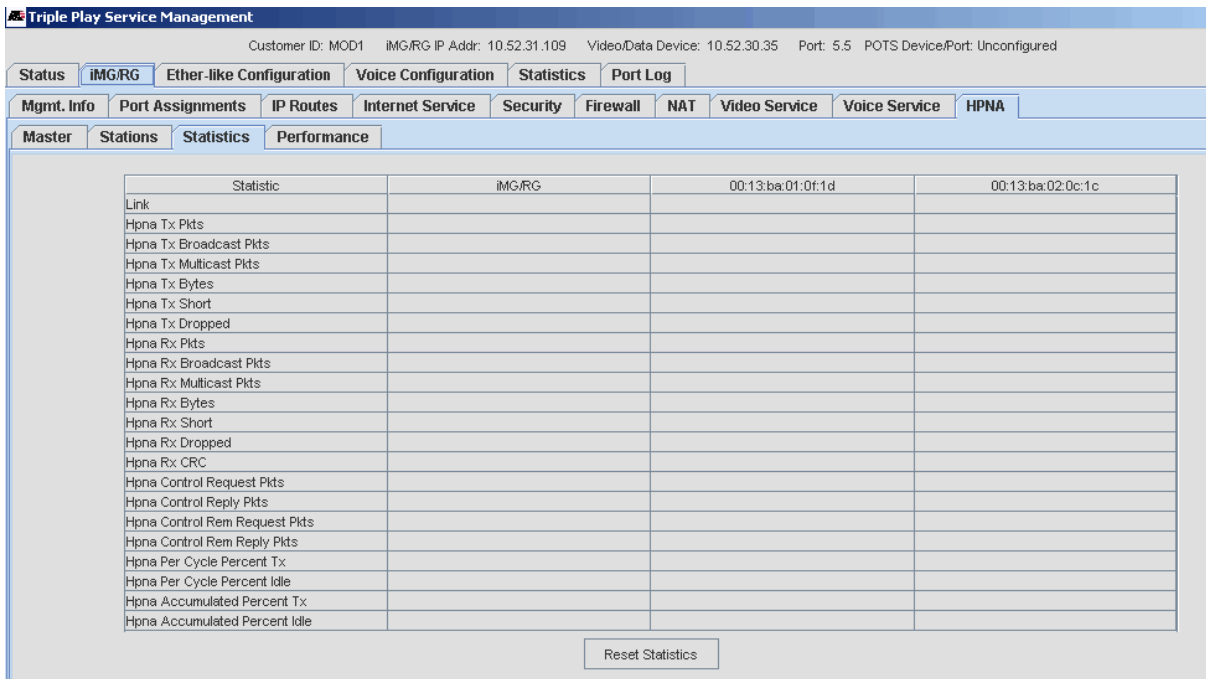 Triple Play Service Management
Customer ID: MOD1 iMG/RG IP Addr: 10.52.31.109 Video/Data Device: 10.52.30.35 Port: 5.5 POTS Device/Port: Unconfigured
Status iMG/RG Ether-like Configuration Voice Configuration Statistics Port Log
Mgmt. Info Port Assignments IP Routes Internet Service Security Firewall NAT Video Service Voice Service HPNA
Master Stations Statistics Performance
Statistic iMG/RG 00:13:ba:01:0f:1d 00:13:ba:02:0c:1c
Link
Hpna Tx Pkts
Hpna Tx Broadcast Pkts
Hpna Tx Multicast Pkts
Hpna Tx Bytes
Hpna Tx Short
Hpna Tx Dropped
Hpna Rx Pkts
Hpna Rx Broadcast Pkts
Hpna Rx Multicast Pkts
Hpna Rx Bytes
Hpna Rx Short
Hpna Rx Dropped
Hpna Rx CRC
Hpna Control Request Pkts
Hpna Control Reply Pkts
Hpna Control Rem Request Pkts
Hpna Control Rem Reply Pkts
Hpna Per Cycle Percent Tx
Hpna Per Cycle Percent Idle
Hpna Accumulated Percent Tx
Hpna Accumulated Percent Idle
Reset Statistics